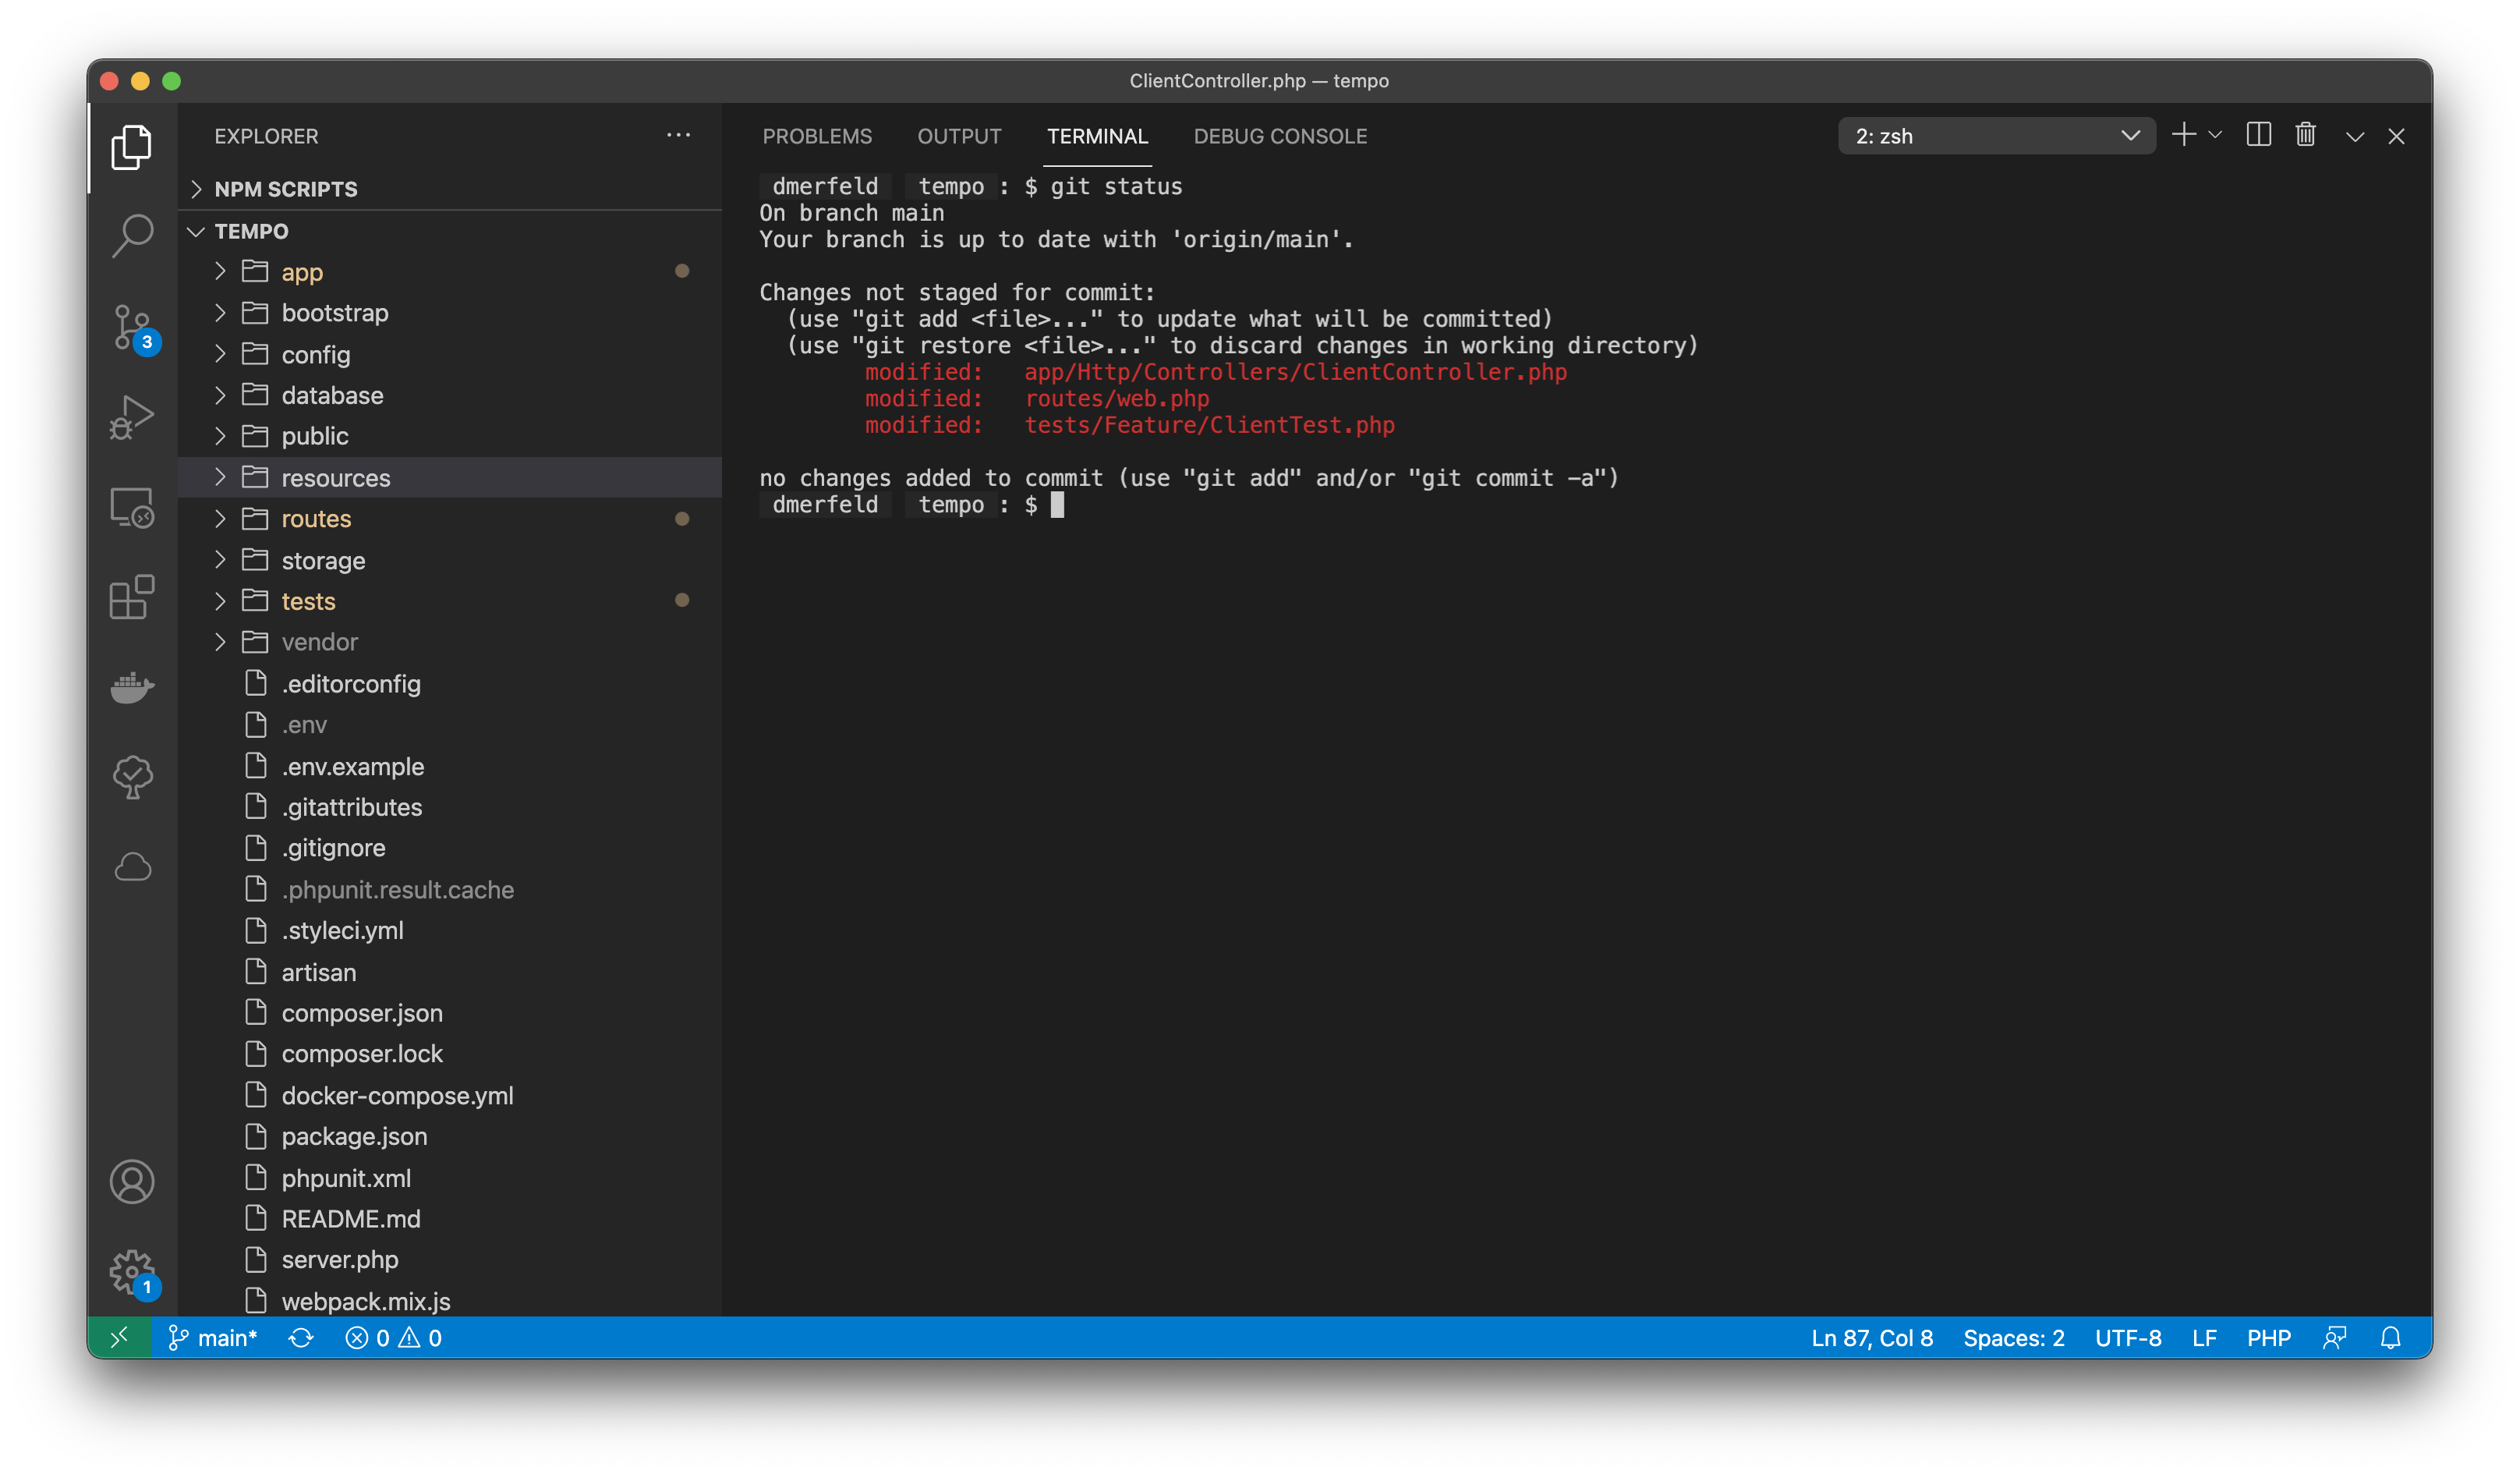 ClientController.php — tempo
EXPLORER
NPM SCRIPTS
TEMPO
app
bootstrap
config
database
public
resources
routes
storage
tests
vendor
.editorconfig
.env
.env.example
.gitattributes
.gitignore
.phpunit.result.cache
.styleci.yml
artisan
composer.json
composer.lock
docker-compose.yml
package.json
phpunit.xml
README.md
server.php
webpack.mix.js
3
1
PROBLEMS OUTPUT TERMINAL DEBUG CONSOLE 2: zsh
dmerfeld tempo : $ git status
On branch main
Your branch is up to date with 'origin/main'.
Changes not staged for commit:
(use "git add <file>..." to update what will be committed)
(use "git restore <file>..." to discard changes in working directory)
modified: app/Http/Controllers/ClientController.php
modified: routes/web.php
modified: tests/Feature/ClientTest.php
no changes added to commit (use "git add" and/or "git commit -a")
dmerfeld tempo : $
main* 0 0 Ln 87, Col 8 Spaces: 2 UTF-8 LF PHP